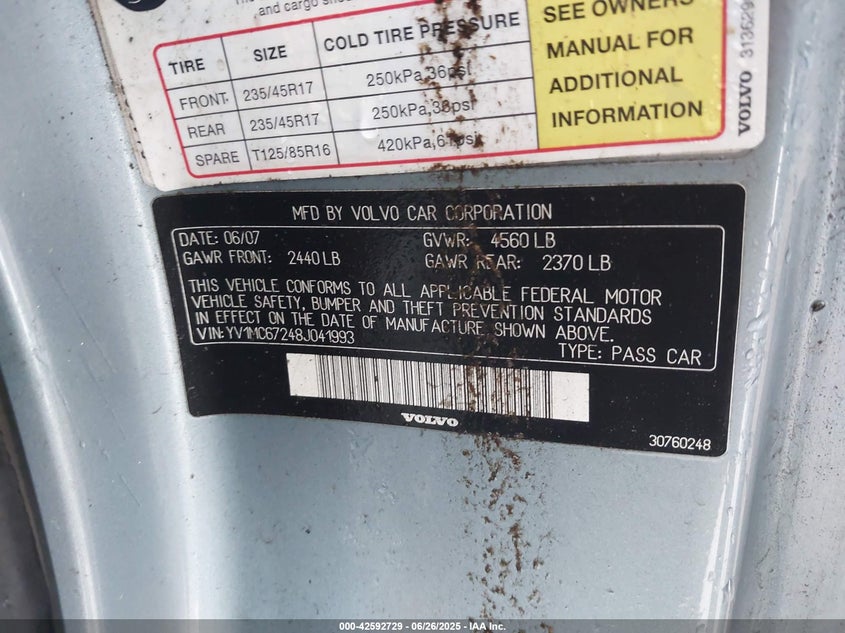 and cargo
TIRE SIZE COLD TIRE PRESSURE
FRONT 235/45R17 250kPa,36psi
REAR 235/45R17 250kPa,36psi
SPARE T125/85R16 420kPa,61psi
SEE OWNERS
MANUAL FOR
ADDITIONAL
INFORMATION
VOLVO
MFD BY VOLVO CAR CORPORATION
DATE: 06/07 GVWR: 4560 LB
GAWR FRONT: 2440 LB GAWR REAR: 2370 LB
THIS VEHICLE CONFORMS TO ALL APPLICABLE FEDERAL MOTOR
VEHICLE SAFETY, BUMPER AND THEFT PREVENTION STANDARDS
IN EFFECT ON THE DATE OF MANUFACTURE SHOWN ABOVE.
VIN: YV1MC67248J041993
TYPE: PASS CAR
VOLVO
30760248
000-42592729 - 06/26/2025 - IAA Inc.